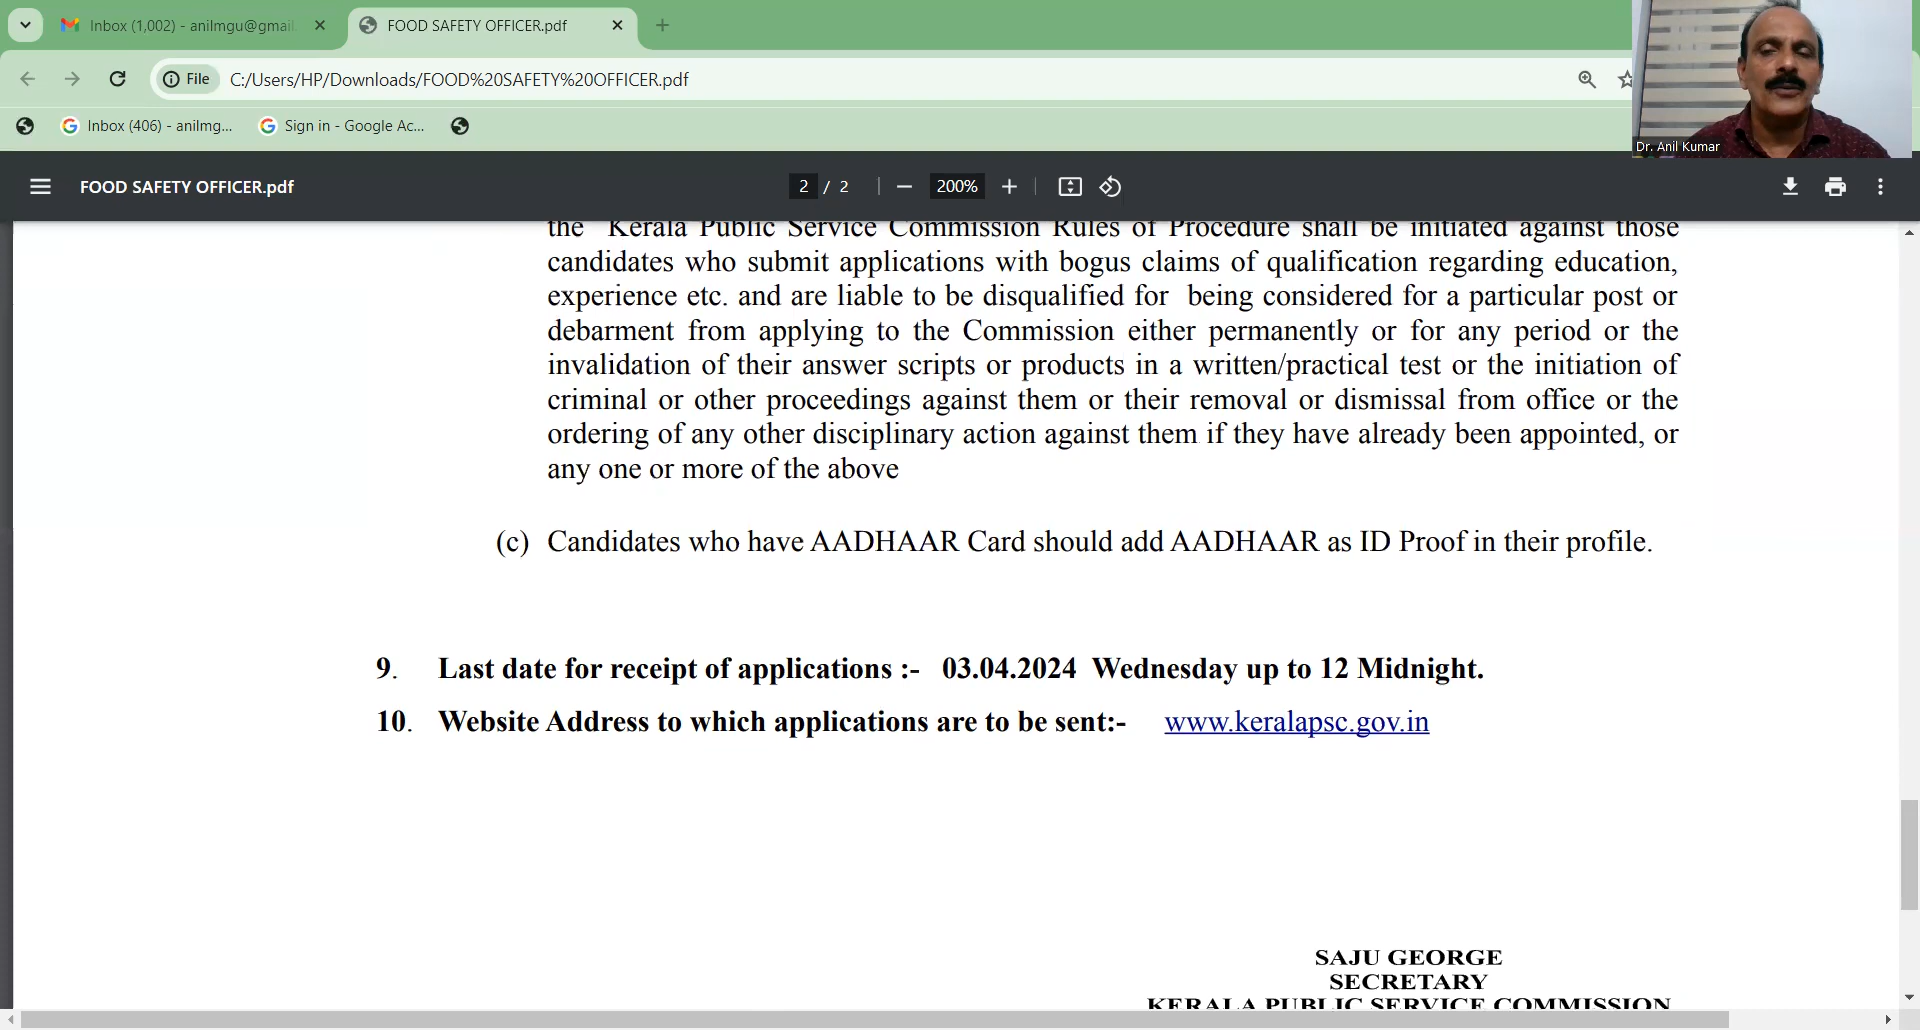 Inbox (1,002) - anilmgu@gmai
FOOD SAFETY OFFICER.pdf
File
C:/Users/HP/Downloads/FOOD%20SAFETY%20OFFICER.pdf
Inbox (406) - anilmg...
Sign in - Google Ac...
Dr. Anil Kumar
FOOD SAFETY OFFICER.pdf
2 / 2
200%
the Kerala Public Service Commission Rules of Procedure shall be initiated against those
candidates who submit applications with bogus claims of qualification regarding education,
experience etc. and are liable to be disqualified for being considered for a particular post or
debarment from applying to the Commission either permanently or for any period or the
invalidation of their answer scripts or products in a written/practical test or the initiation of
criminal or other proceedings against them or their removal or dismissal from office or the
ordering of any other disciplinary action against them if they have already been appointed, or
any one or more of the above
(c) Candidates who have AADHAAR Card should add AADHAAR as ID Proof in their profile.
9. Last date for receipt of applications :- 03.04.2024 Wednesday up to 12 Midnight.
10. Website Address to which applications are to be sent:- www.keralapsc.gov.in
SAJU GEORGE
SECRETARY
KERALA PUBLIC SERVICE COMMISSION